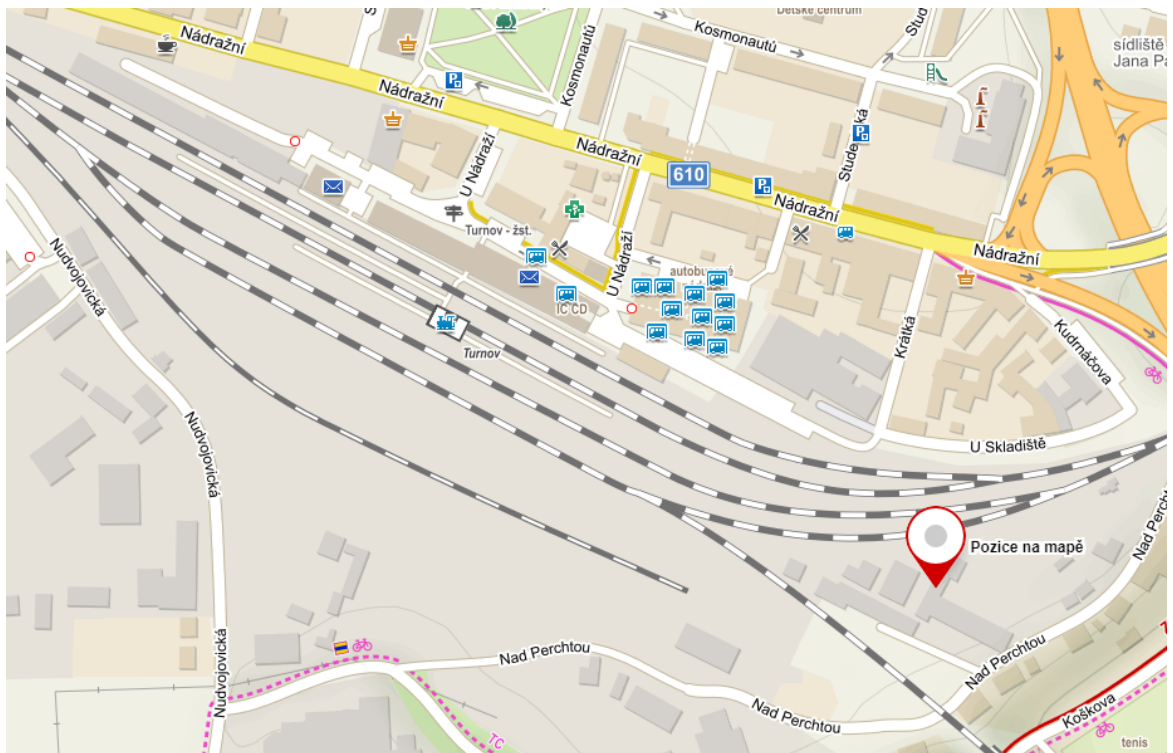 Dětské centrum
Nádražní
Kosmonautů
Stude
sídliště
Jana Pa
Kosmonautů
Nádražní
Nádražní
610
Studentská
Nádražní
Nádražní
U Nádraží
Turnov - žst.
U Nádraží
IC ČD
Turnov
Krátká
Kudrnáčova
U Skladiště
Nudvojovická
Nudvojovická
Nudvojovická
Pozice na mapě
Nad Perchtou
Nad Perchtou
Nad Perchtou
Nad Perchtou
Koškova
TC
tenis